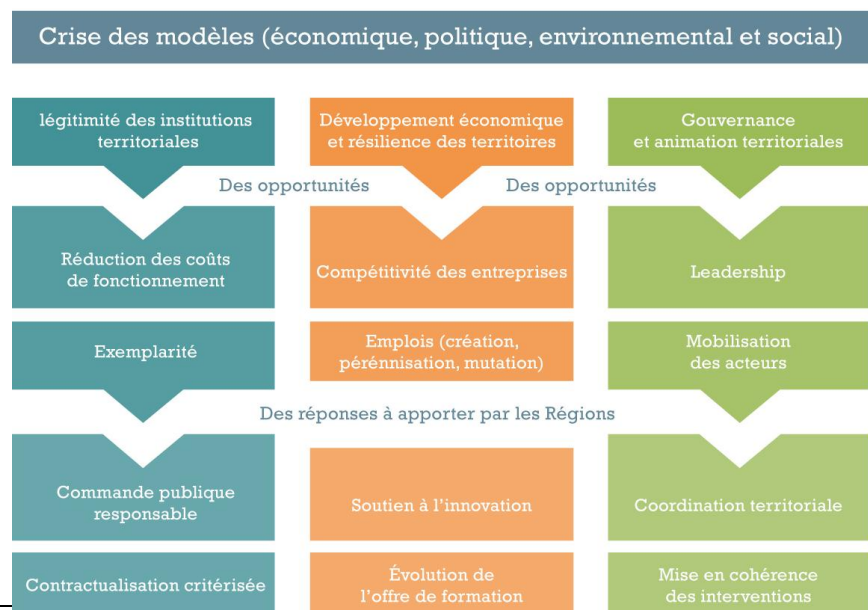 Crise des modèles (économique, politique, environnemental et social)
légitimité des institutions
territoriales
Développement économique
et résilience des territoires
Gouvernance
et animation territoriales
Des opportunités
Des opportunités
Réduction des coûts
de fonctionnement
Compétitivité des entreprises
Leadership
Exemplarité
Emplois (création,
pérénnisation, mutation)
Mobilisation
des acteurs
Des réponses à apporter par les Régions
Commande publique
responsable
Soutien à l'innovation
Coordination territoriale
Contractualisation critérisée
Évolution de
l'offre de formation
Mise en cohérence
des interventions